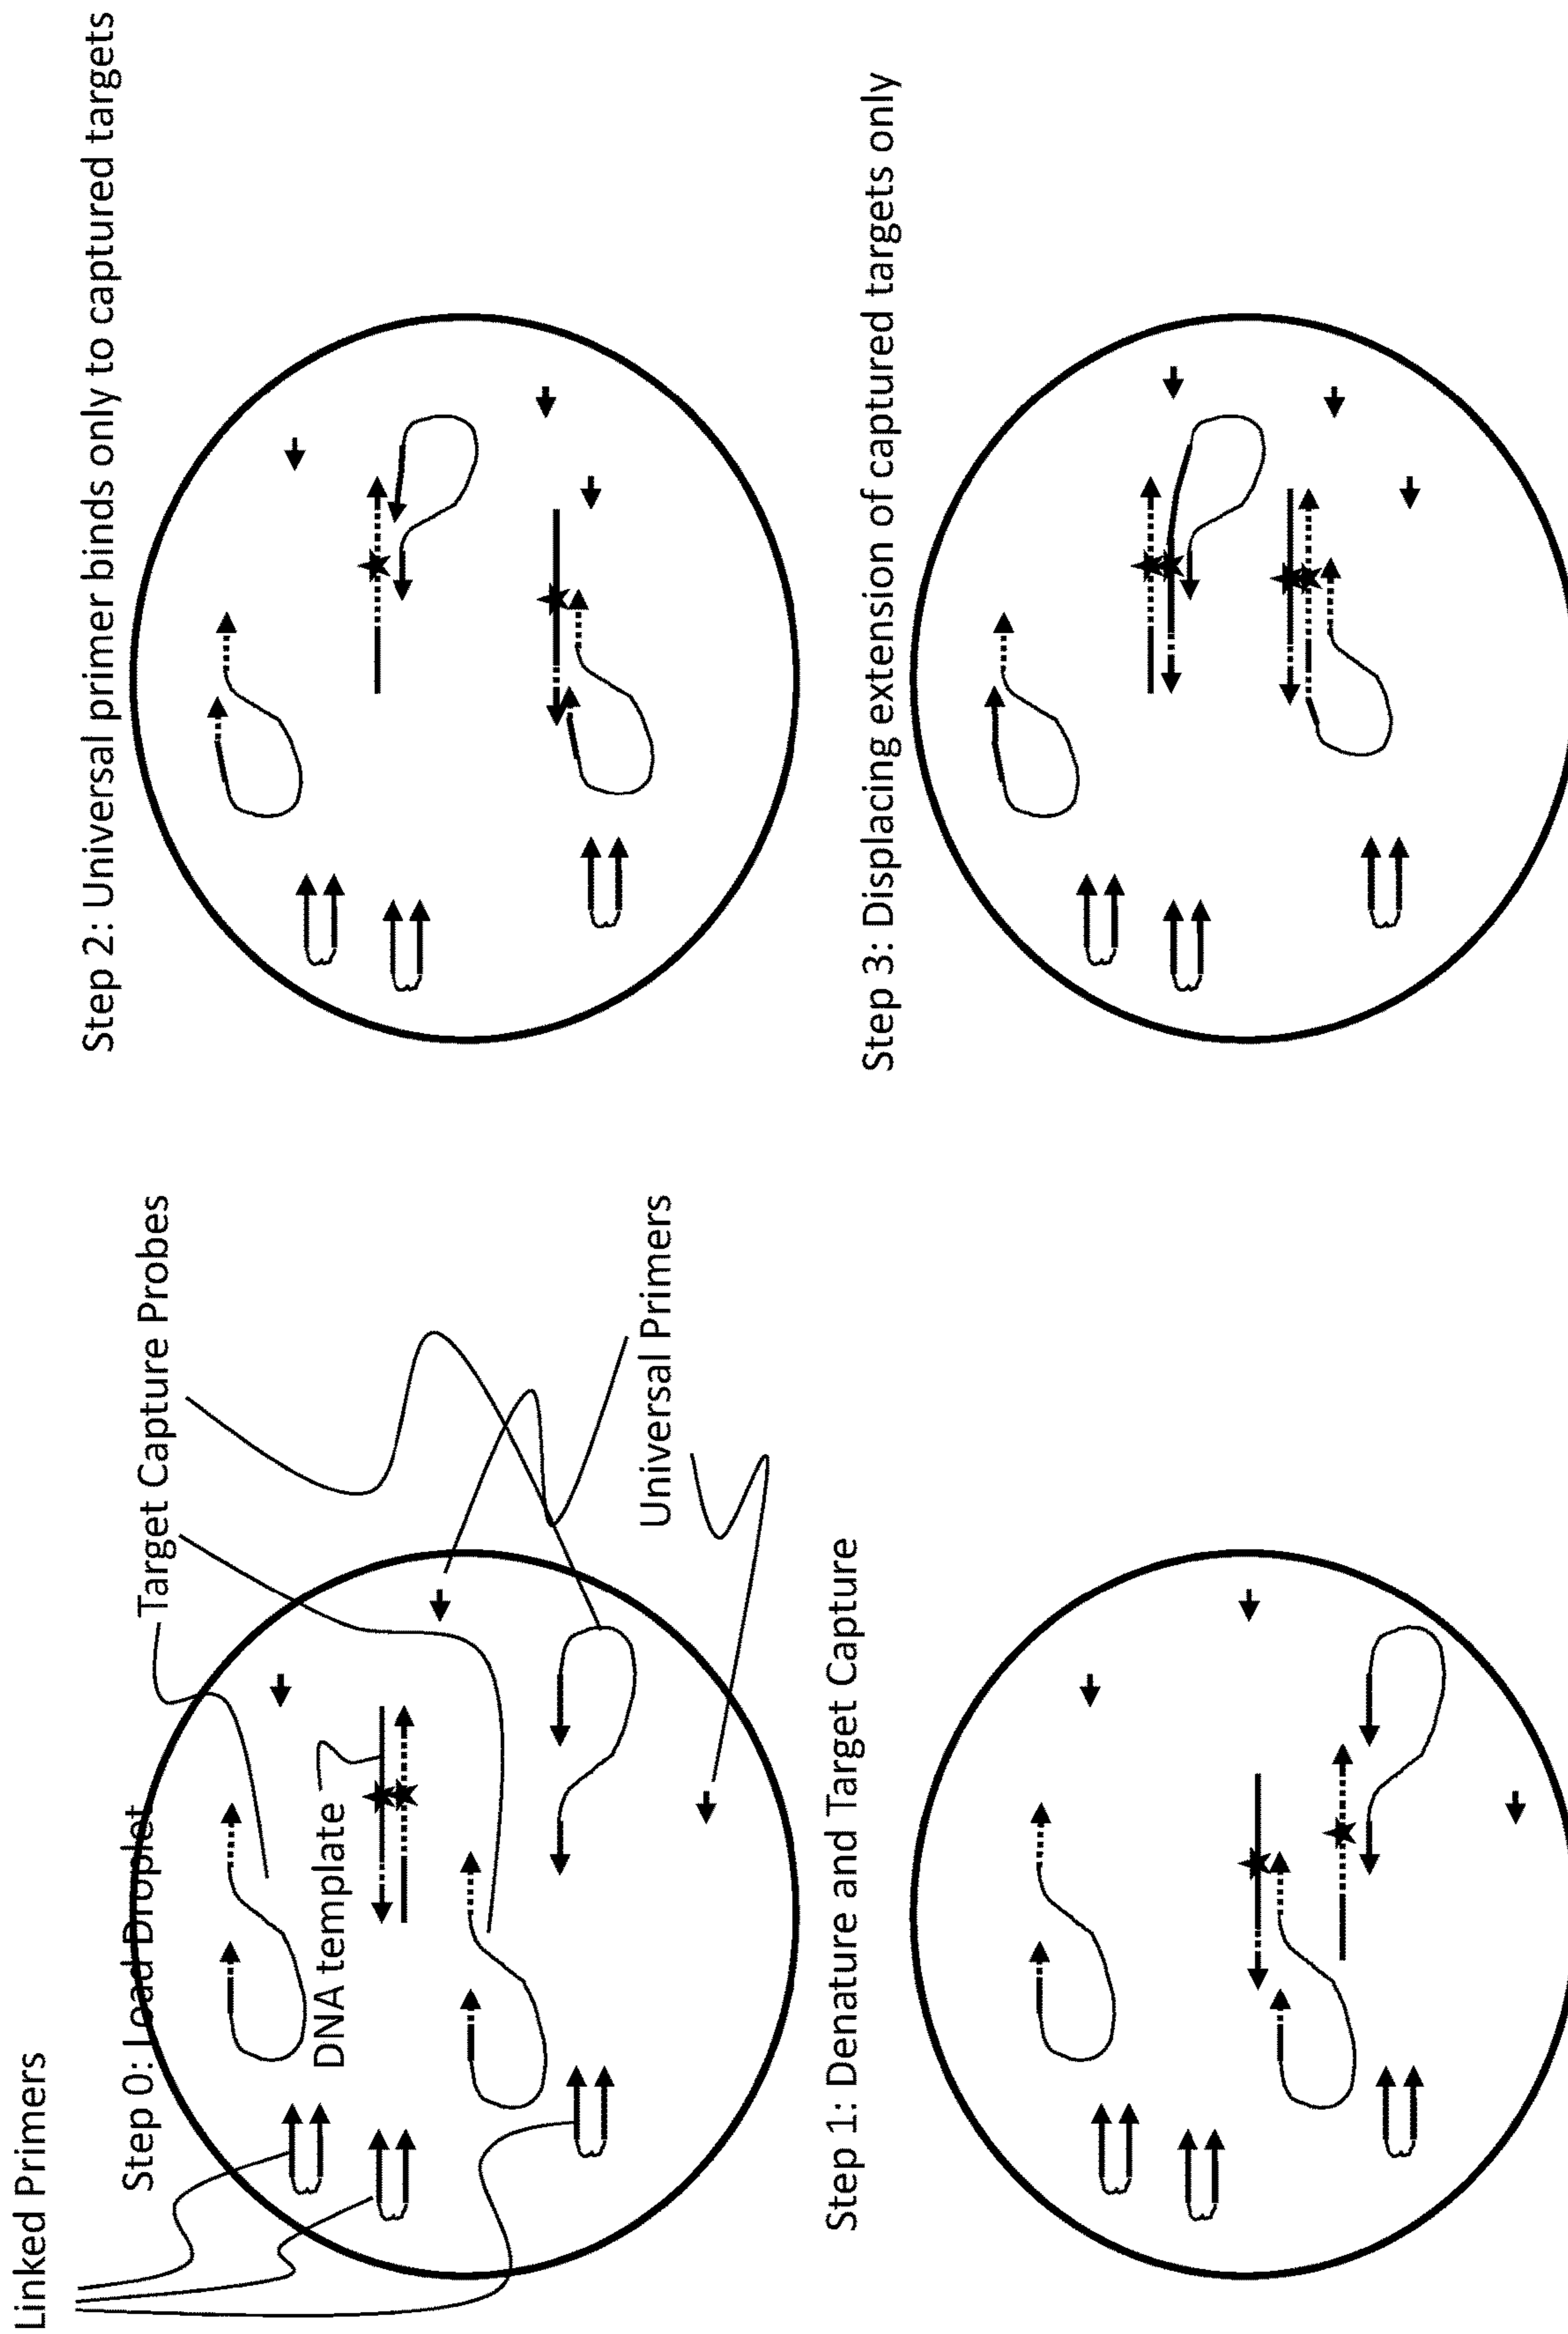 Linked Primers
Step 0: Load Droplet
Target Capture Probes
DNA template
Universal Primers
Step 1: Denature and Target Capture
Step 2: Universal primer binds only to captured targets
Step 3: Displacing extension of captured targets only